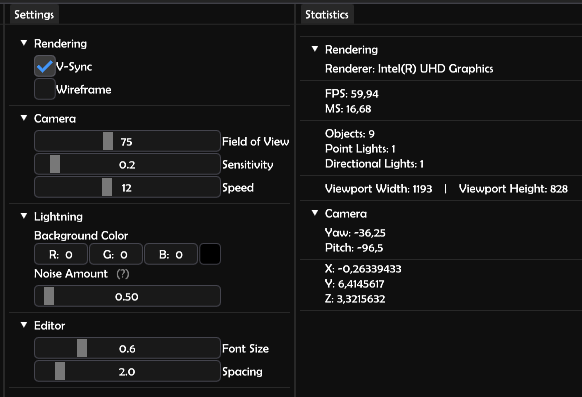 Settings
Rendering
V-Sync
Wireframe
Camera
75 Field of View
0.2 Sensitivity
12 Speed
Lightning
Background Color
R: 0 G: 0 B: 0
Noise Amount (?)
0.50
Editor
0.6 Font Size
2.0 Spacing
Statistics
Rendering
Renderer: Intel(R) UHD Graphics
FPS: 59,94
MS: 16,68
Objects: 9
Point Lights: 1
Directional Lights: 1
Viewport Width: 1193 | Viewport Height: 828
Camera
Yaw: -36,25
Pitch: -96,5
X: -0,26339433
Y: 6,4145617
Z: 3,3215632